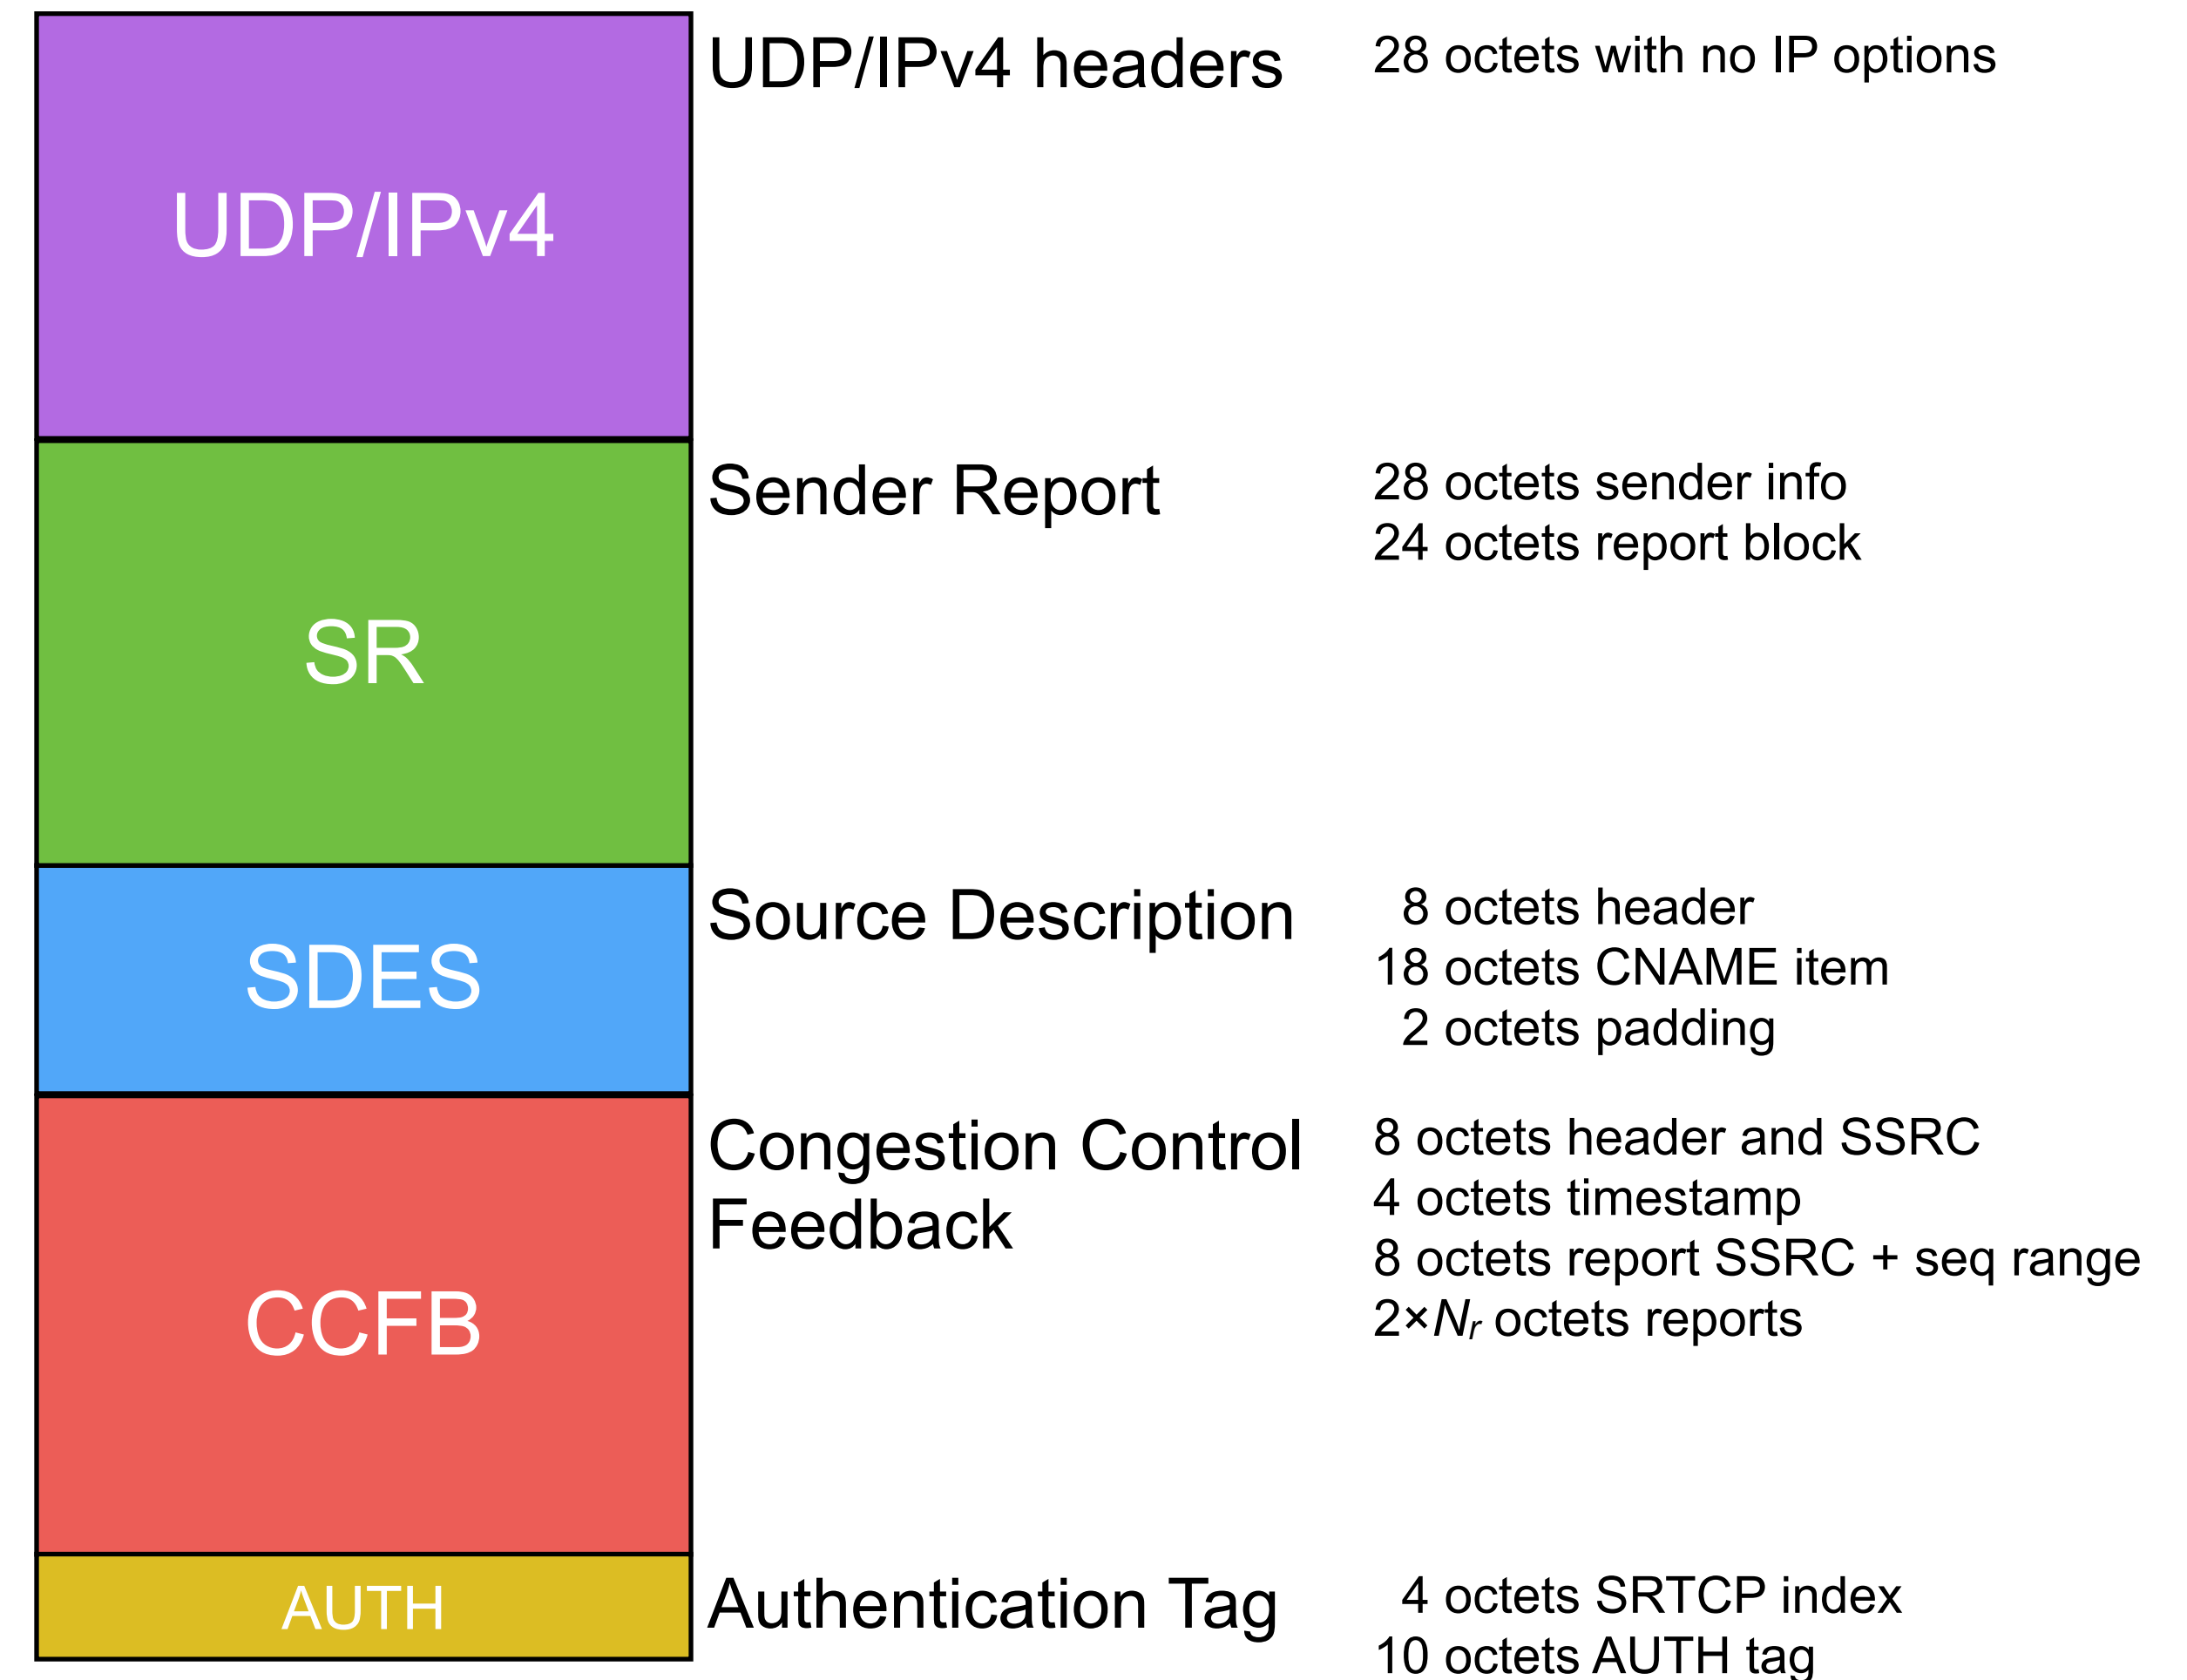 UDP/IPv4
UDP/IPv4 headers
28 octets with no IP options
SR
Sender Report
28 octets sender info
24 octets report block
SDES
Source Description
8 octets header
18 octets CNAME item
2 octets padding
CCFB
Congestion Control
Feedback
8 octets header and SSRC
4 octets timestamp
8 octets report SSRC + seq range
2×Nr octets reports
AUTH
Authentication Tag
4 octets SRTCP index
10 octets AUTH tag